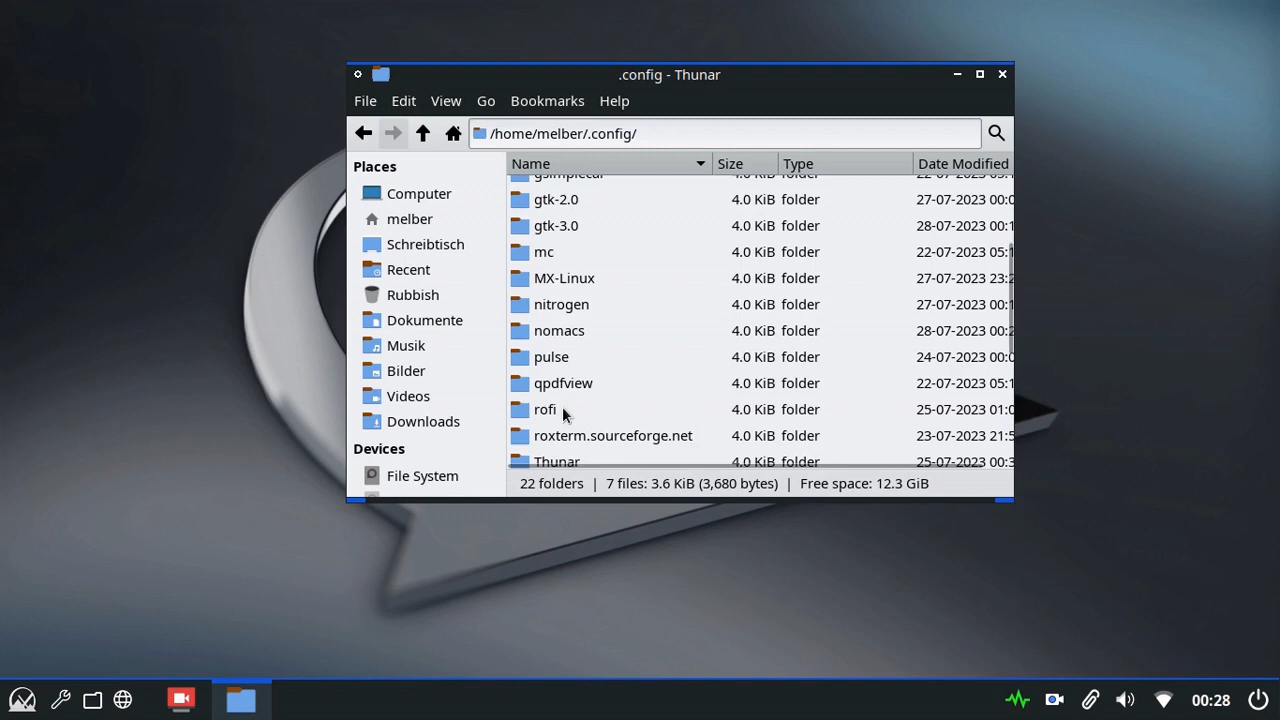 .config - Thunar
File Edit View Go Bookmarks Help
/home/melber/.config/
Places
Computer
melber
Schreibtisch
Recent
Rubbish
Dokumente
Musik
Bilder
Videos
Downloads
Devices
File System
Name Size Type Date Modified
gtk-2.0 4.0 KiB folder 27-07-2023 00:0
gtk-3.0 4.0 KiB folder 28-07-2023 00:1
mc 4.0 KiB folder 22-07-2023 05:1
MX-Linux 4.0 KiB folder 27-07-2023 23:2
nitrogen 4.0 KiB folder 27-07-2023 00:1
nomacs 4.0 KiB folder 28-07-2023 00:2
pulse 4.0 KiB folder 24-07-2023 00:0
qpdfview 4.0 KiB folder 22-07-2023 05:1
rofi 4.0 KiB folder 25-07-2023 01:0
roxterm.sourceforge.net 4.0 KiB folder 23-07-2023 21:5
Thunar 4.0 KiB folder 25-07-2023 00:3
22 folders | 7 files: 3.6 KiB (3,680 bytes) | Free space: 12.3 GiB
00:28